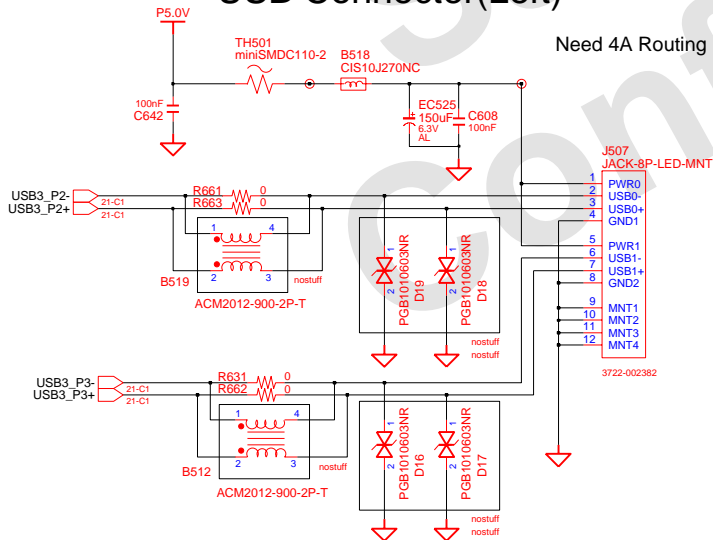 USB Connector(Left)
P5.0V
TH501
miniSMDC110-2
B518
CIS10J270NC
Need 4A Routing
100nF
C642
EC525
150uF
6.3V
AL
C608
100nF
J507
JACK-8P-LED-MNT
1 PWR0
2 USB0-
3 USB0+
4 GND1
5 PWR1
6 USB1-
7 USB1+
8 GND2
9 MNT1
10 MNT2
11 MNT3
12 MNT4
3722-002382
USB3_P2- 21-C1
USB3_P2+ 21-C1
R661 0
R663 0
1 4
2 3
B519
nostuff
ACM2012-900-2P-T
1
2
PGB1010603NR
D19
1
2
PGB1010603NR
D18
nostuff
nostuff
USB3_P3- 21-C1
USB3_P3+ 21-C1
R631 0
R662 0
1 4
2 3
B512
nostuff
ACM2012-900-2P-T
1
2
PGB1010603NR
D16
1
2
PGB1010603NR
D17
nostuff
nostuff